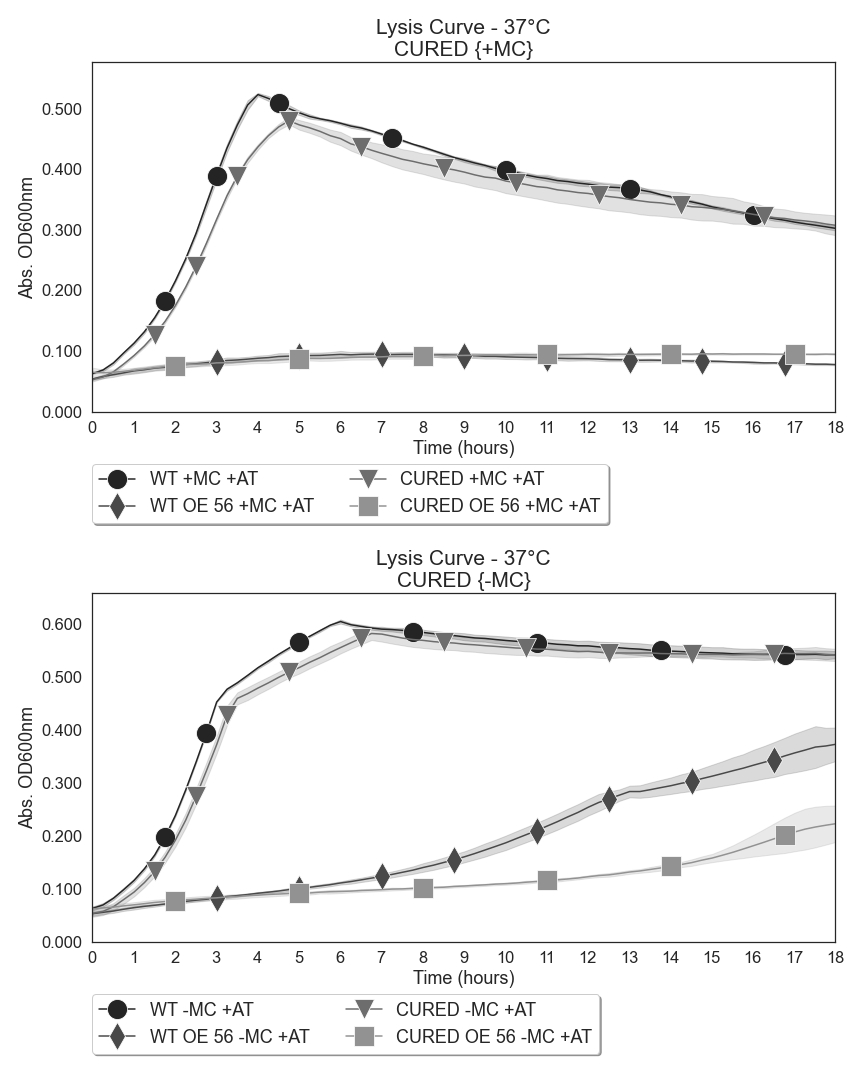 Lysis Curve - 37°C
CURED {+MC}
Abs. OD600nm
0.500
0.400
0.300
0.200
0.100
0.000
0 1 2 3 4 5 6 7 8 9 10 11 12 13 14 15 16 17 18
Time (hours)
WT +MC +AT CURED +MC +AT
WT OE 56 +MC +AT CURED OE 56 +MC +AT
Lysis Curve - 37°C
CURED {-MC}
Abs. OD600nm
0.600
0.500
0.400
0.300
0.200
0.100
0.000
0 1 2 3 4 5 6 7 8 9 10 11 12 13 14 15 16 17 18
Time (hours)
WT -MC +AT CURED -MC +AT
WT OE 56 -MC +AT CURED OE 56 -MC +AT